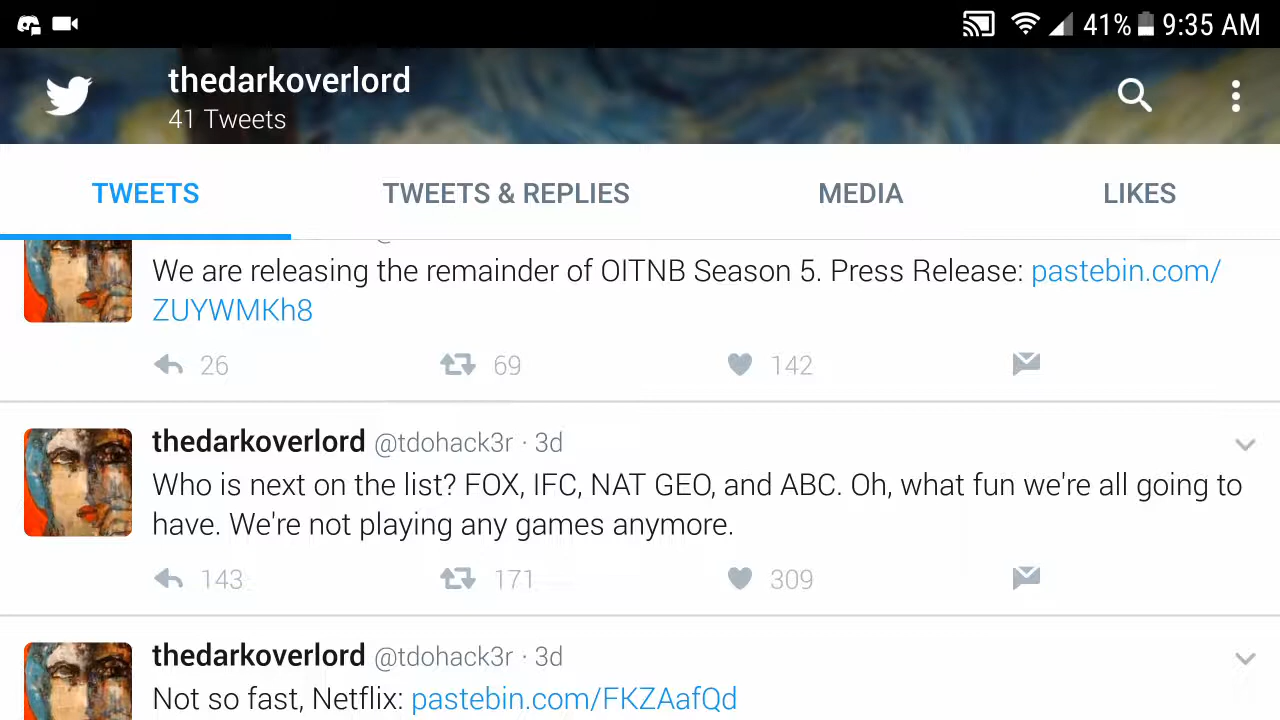 41% 9:35 AM
thedarkoverlord
41 Tweets
TWEETS TWEETS & REPLIES MEDIA LIKES
We are releasing the remainder of OITNB Season 5. Press Release: pastebin.com/
ZUYWMKh8
26 69 142
thedarkoverlord @tdohack3r · 3d
Who is next on the list? FOX, IFC, NAT GEO, and ABC. Oh, what fun we're all going to
have. We're not playing any games anymore.
143 171 309
thedarkoverlord @tdohack3r · 3d
Not so fast, Netflix: pastebin.com/FKZAafQd